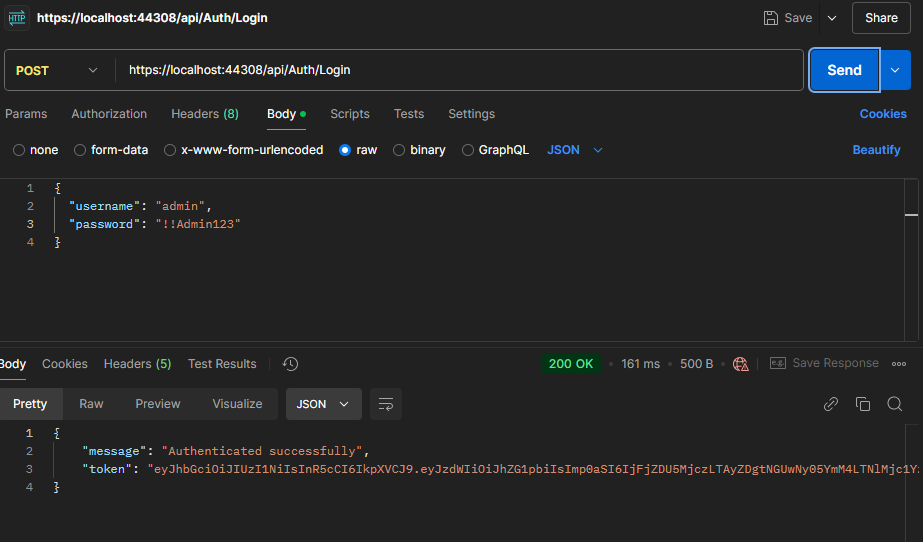 HTTP https://localhost:44308/api/Auth/Login Save Share
POST https://localhost:44308/api/Auth/Login Send
Params Authorization Headers (8) Body Scripts Tests Settings Cookies
none form-data x-www-form-urlencoded raw binary GraphQL JSON Beautify
1 {
2 "username": "admin",
3 "password": "!!Admin123"
4 }
Body Cookies Headers (5) Test Results 200 OK 161 ms 500 B e.g. Save Response
Pretty Raw Preview Visualize JSON
1 {
2 "message": "Authenticated successfully",
3 "token": "eyJhbGciOiJIUzI1NiIsInR5cCI6IkpXVCJ9.eyJzdWIiOiJhZG1pbiIsImp0aSI6IjFjZDU5MjczLTAyZDgtNGUwNy05YmM4LTNlMjc1Y
4 }